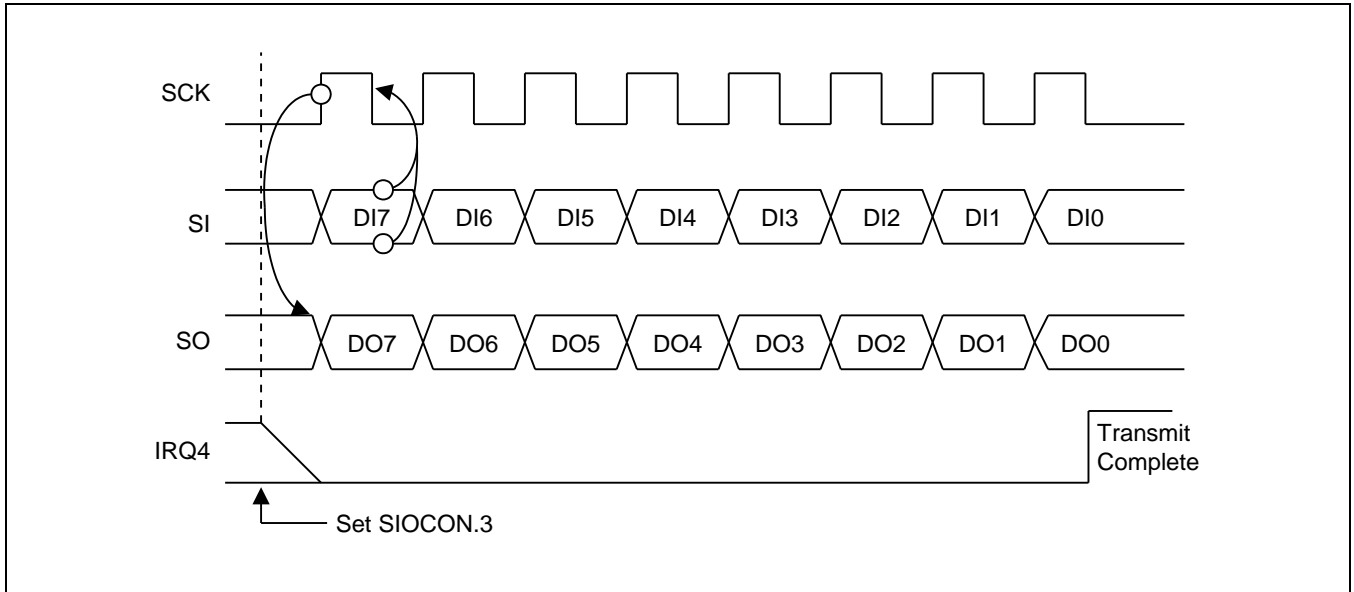 SCK
SI
DI7 DI6 DI5 DI4 DI3 DI2 DI1 DI0
SO
DO7 DO6 DO5 DO4 DO3 DO2 DO1 DO0
IRQ4
Transmit
Complete
Set SIOCON.3